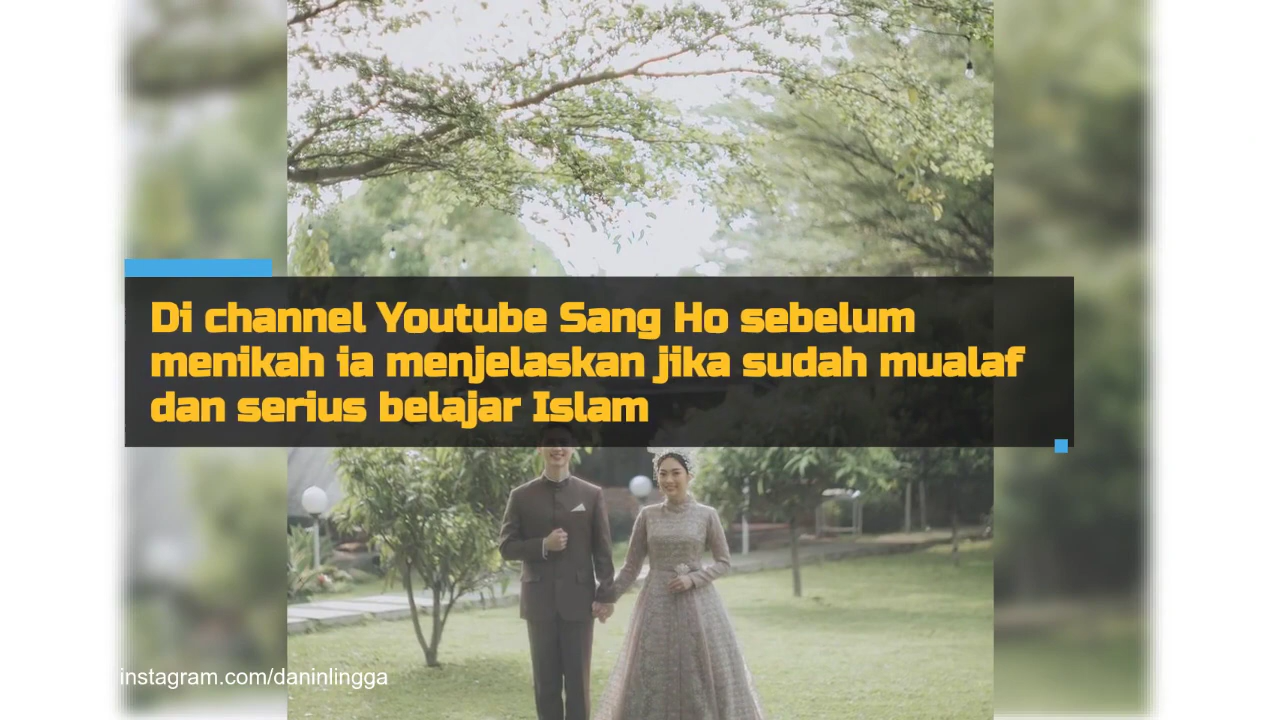 Di channel Youtube Sang Ho sebelum
menikah ia menjelaskan jika sudah mualaf
dan serius belajar Islam
instagram.com/daninlingga